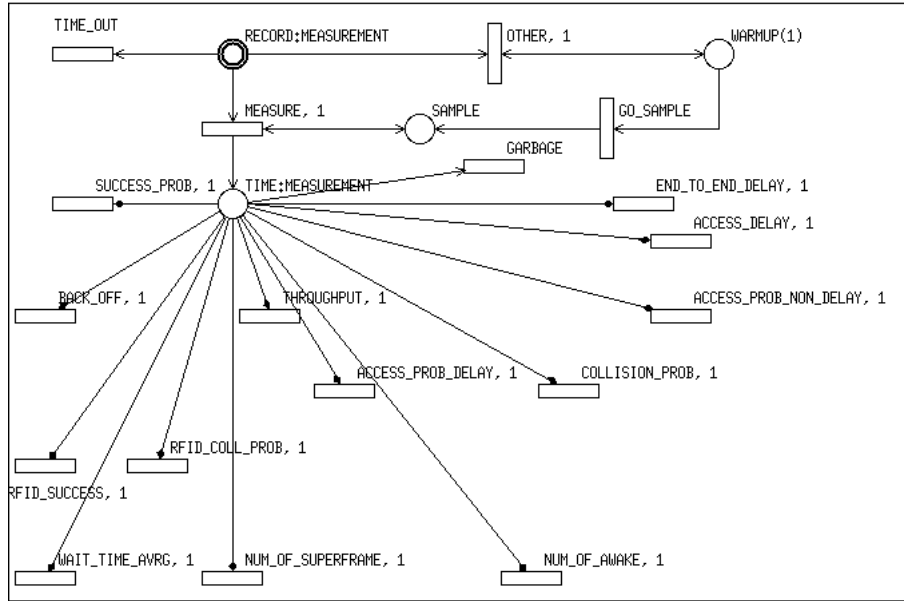 TIME_OUT
RECORD:MEASUREMENT
OTHER, 1
WARMUP(1)
MEASURE, 1
SAMPLE
GO_SAMPLE
GARBAGE
SUCCESS_PROB, 1
TIME:MEASUREMENT
END_TO_END_DELAY, 1
ACCESS_DELAY, 1
BACK_OFF, 1
THROUGHPUT, 1
ACCESS_PROB_NON_DELAY, 1
ACCESS_PROB_DELAY, 1
COLLISION_PROB, 1
RFID_COLL_PROB, 1
RFID_SUCCESS, 1
WAIT_TIME_AVRG, 1
NUM_OF_SUPERFRAME, 1
NUM_OF_AWAKE, 1